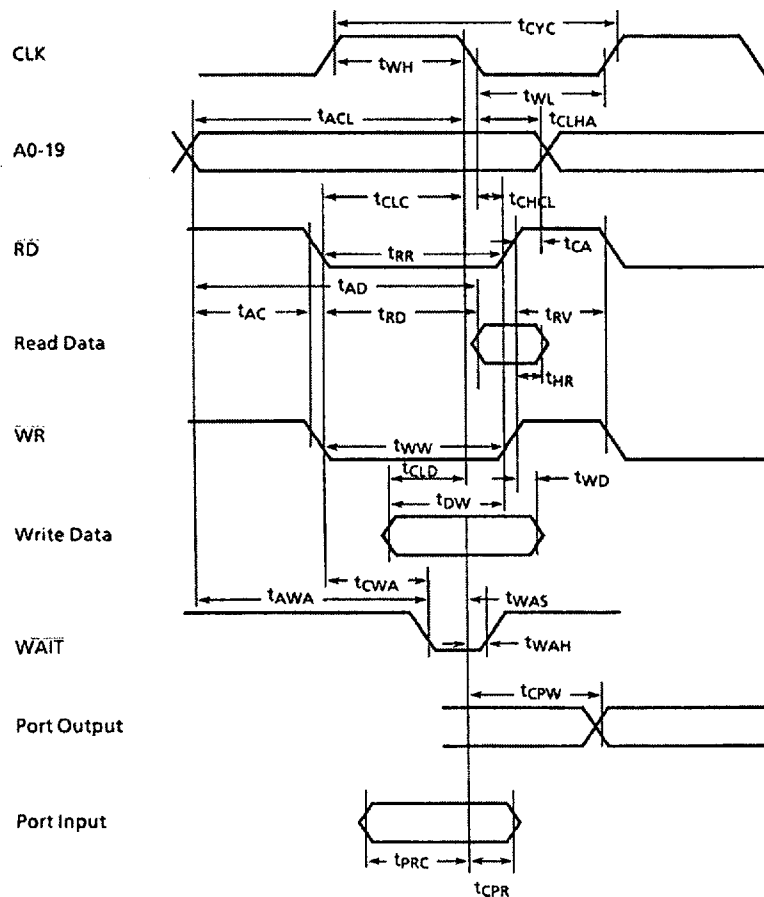 tCYC
CLK
tWH
tWL
tACL
tCLHA
A0-19
tCLC
tCHCL
RD
tRR
tCA
tAD
tAC
tRD
tRV
Read Data
tHR
WR
tWW
tCLD
tWD
tDW
Write Data
tCWA
tAWA
tWAS
WAIT
tWAH
tCPW
Port Output
Port Input
tPRC
tCPR